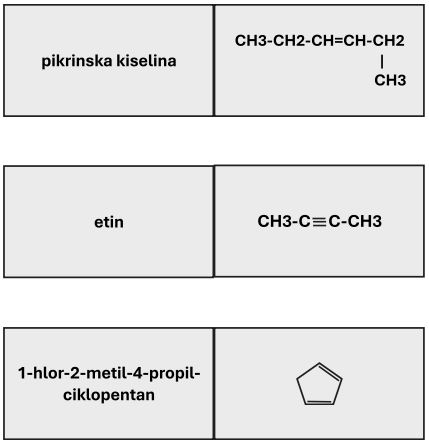 pikrinska kiselina
CH3-CH2-CH=CH-CH2
|
CH3
etin
CH3-C≡C-CH3
1-hlor-2-metil-4-propil-
ciklopentan